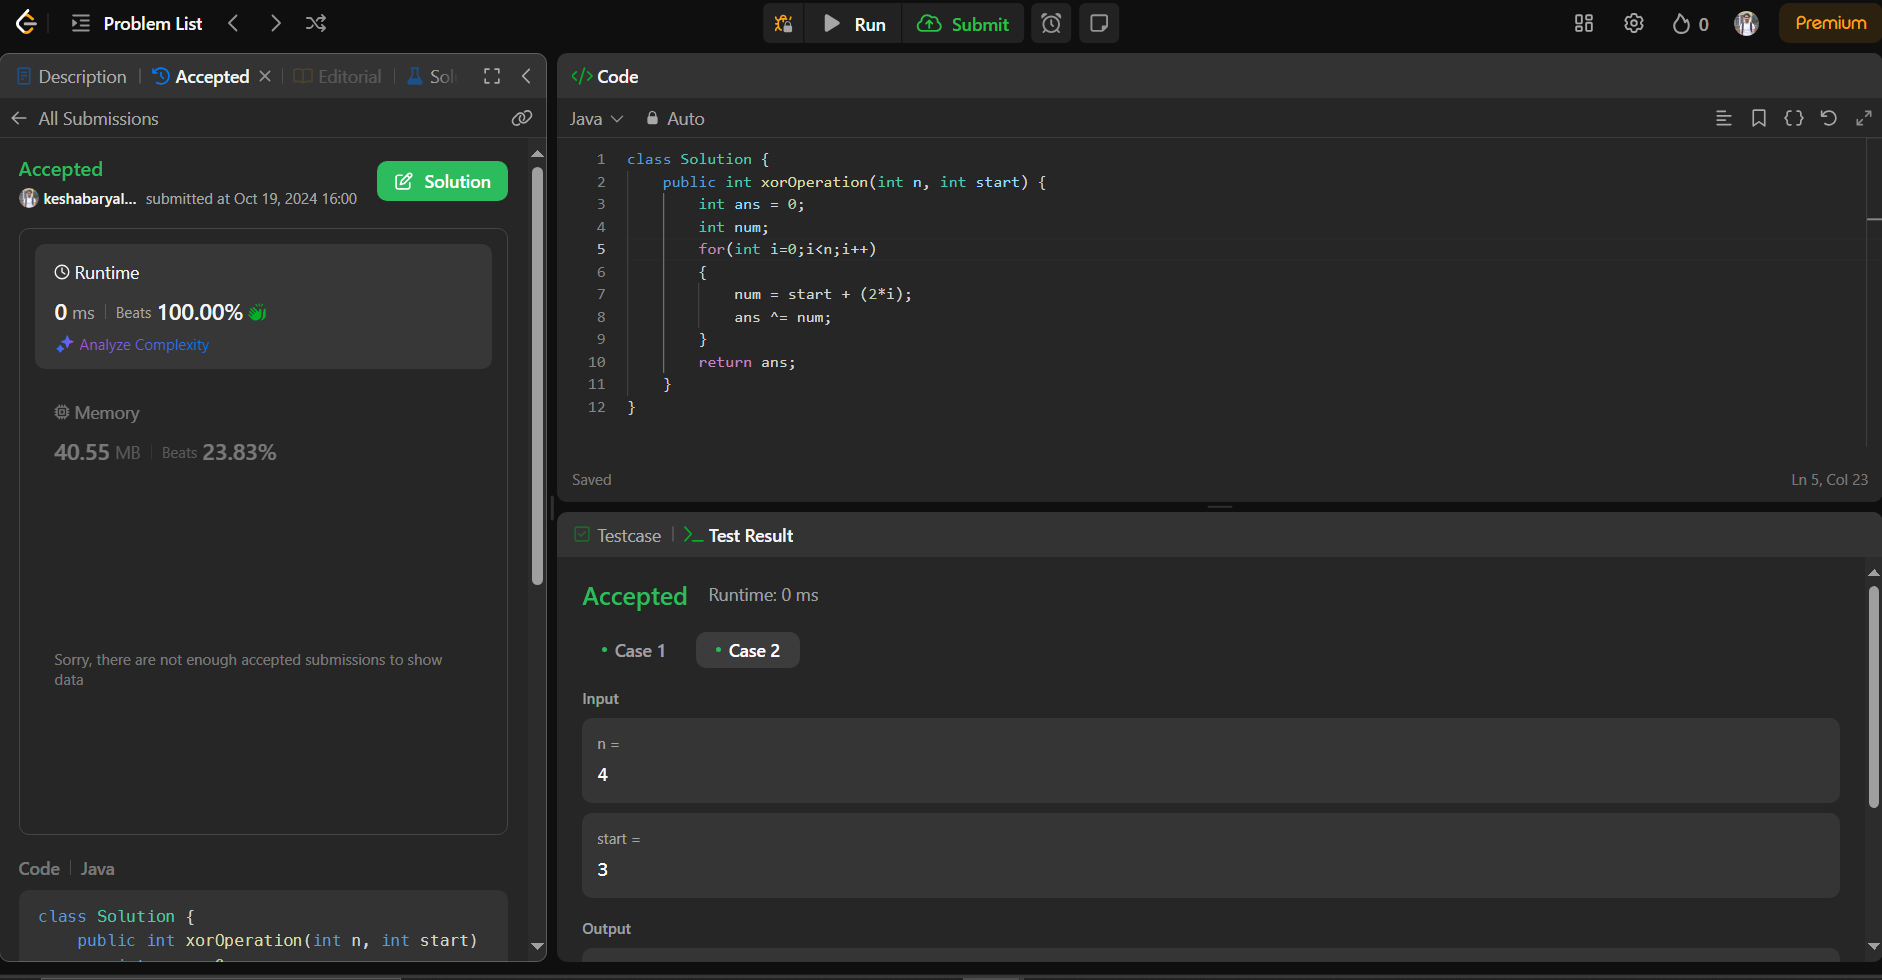 Problem List
Run
Submit
0
Premium
Description
Accepted
Editorial
Sol
All Submissions
Accepted
keshabaryal... submitted at Oct 19, 2024 16:00
Solution
Runtime
0 ms | Beats 100.00%
Analyze Complexity
Memory
40.55 MB | Beats 23.83%
Sorry, there are not enough accepted submissions to show
data
Code | Java
class Solution {
    public int xorOperation(int n, int start)
</> Code
Java
Auto
1 class Solution {
2     public int xorOperation(int n, int start) {
3         int ans = 0;
4         int num;
5         for(int i=0;i<n;i++)
6         {
7             num = start + (2*i);
8             ans ^= num;
9         }
10         return ans;
11     }
12 }
Saved
Ln 5, Col 23
Testcase
>_ Test Result
Accepted Runtime: 0 ms
• Case 1
• Case 2
Input
n =
4
start =
3
Output